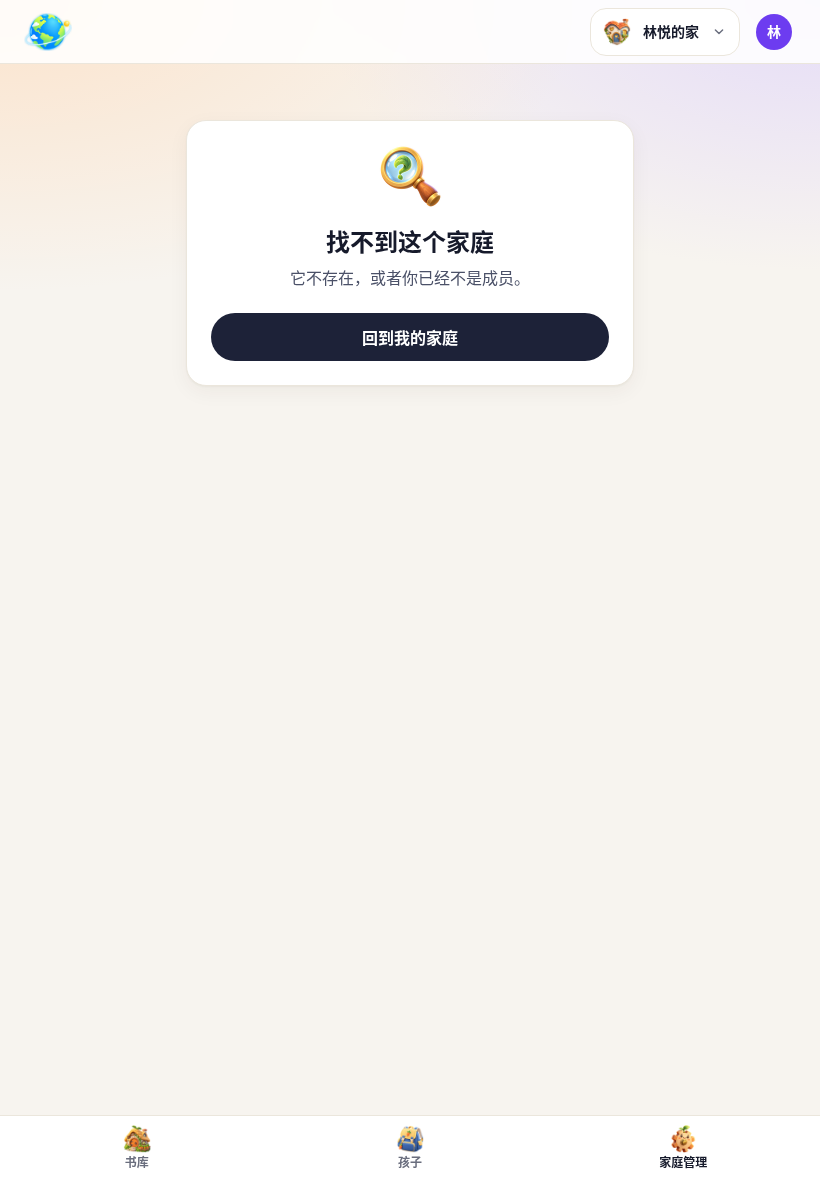 林悦的家
林
找不到这个家庭
它不存在，或者你已经不是成员。
回到我的家庭
书库
孩子
家庭管理